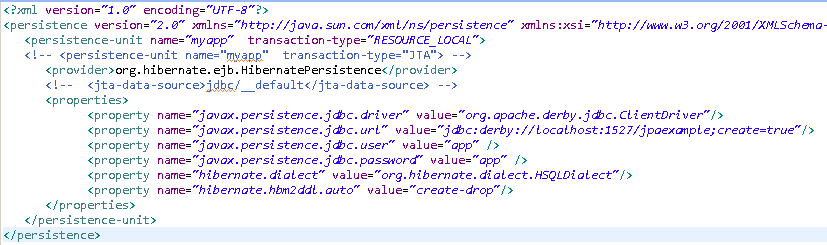 <?xml version="1.0" encoding="UTF-8"?>
<persistence version="2.0" xmlns="http://java.sun.com/xml/ns/persistence" xmlns:xsi="http://www.w3.org/2001/XMLSchema-
<persistence-unit name="myapp" transaction-type="RESOURCE_LOCAL">
<!-- <persistence-unit name="myapp" transaction-type="JTA"> -->
<provider>org.hibernate.ejb.HibernatePersistence</provider>
<!-- <jta-data-source>jdbc/__default</jta-data-source> -->
<properties>
<property name="javax.persistence.jdbc.driver" value="org.apache.derby.jdbc.ClientDriver"/>
<property name="javax.persistence.jdbc.url" value="jdbc:derby://localhost:1527/jpaexample;create=true"/>
<property name="javax.persistence.jdbc.user" value="app" />
<property name="javax.persistence.jdbc.password" value="app" />
<property name="hibernate.dialect" value="org.hibernate.dialect.HSQLDialect"/>
<property name="hibernate.hbm2ddl.auto" value="create-drop"/>
</properties>
</persistence-unit>
</persistence>